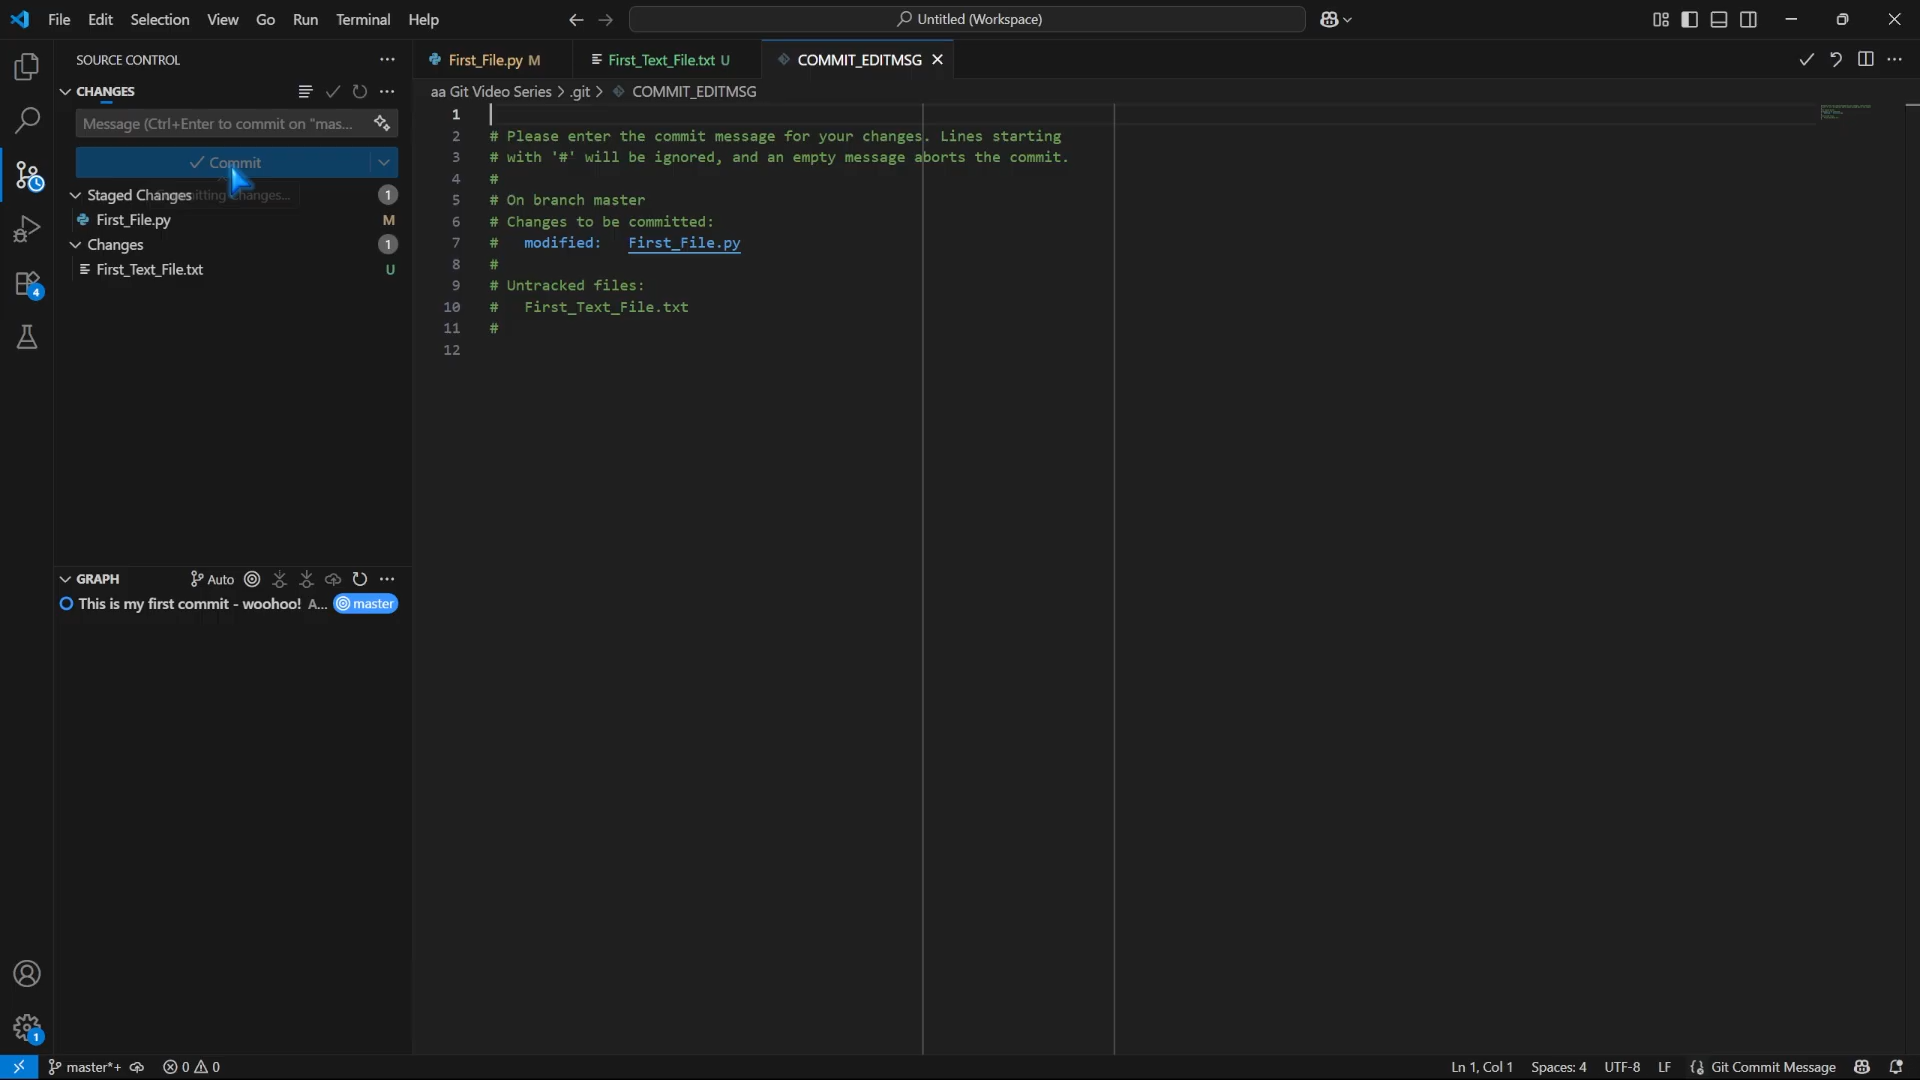 File Edit Selection View Go Run Terminal Help
Untitled (Workspace)
SOURCE CONTROL
First_File.py M
First_Text_File.txt U
COMMIT_EDITMSG
CHANGES
aa Git Video Series > .git > COMMIT_EDITMSG
Message (Ctrl+Enter to commit on "mas...
Commit
Staged Changes 1
First_File.py M
Changes 1
First_Text_File.txt U
4
1
2 # Please enter the commit message for your changes. Lines starting
3 # with '#' will be ignored, and an empty message aborts the commit.
4 #
5 # On branch master
6 # Changes to be committed:
7 # modified: First_File.py
8 #
9 # Untracked files:
10 # First_Text_File.txt
11 #
12
GRAPH
Auto
This is my first commit - woohoo! A... master
1
master*+
0 0
Ln 1, Col 1
Spaces: 4
UTF-8
LF
Git Commit Message